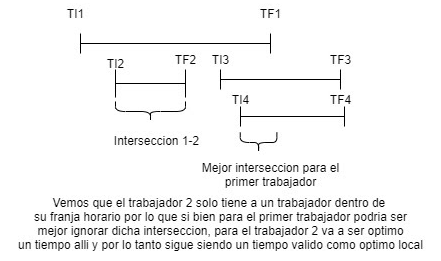 TI1 TF1
TI2 TF2 TI3 TF3
TI4 TF4
Interseccion 1-2
Mejor interseccion para el
primer trabajador
Vemos que el trabajador 2 solo tiene a un trabajador dentro de
su franja horario por lo que si bien para el primer trabajador podria ser
mejor ignorar dicha interseccion, para el trabajador 2 va a ser optimo
un tiempo alli y por lo tanto sigue siendo un tiempo valido como optimo local